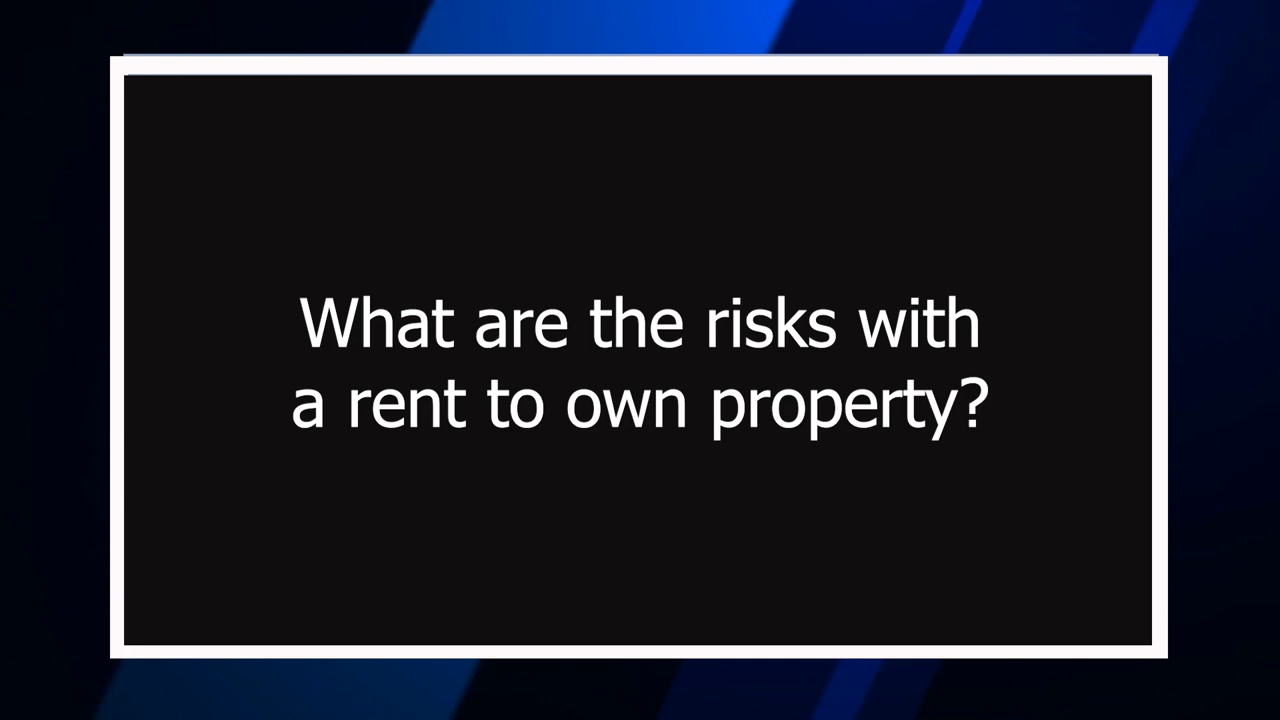 What are the risks with
a rent to own property?